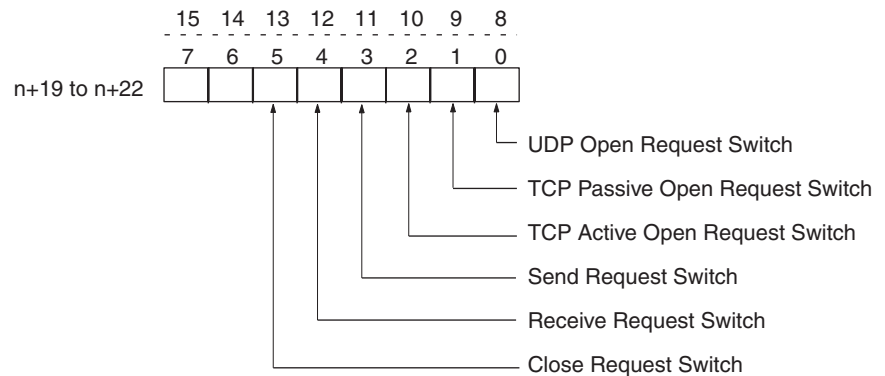 15 14 13 12 11 10 9 8
7 6 5 4 3 2 1 0
n+19 to n+22
UDP Open Request Switch
TCP Passive Open Request Switch
TCP Active Open Request Switch
Send Request Switch
Receive Request Switch
Close Request Switch